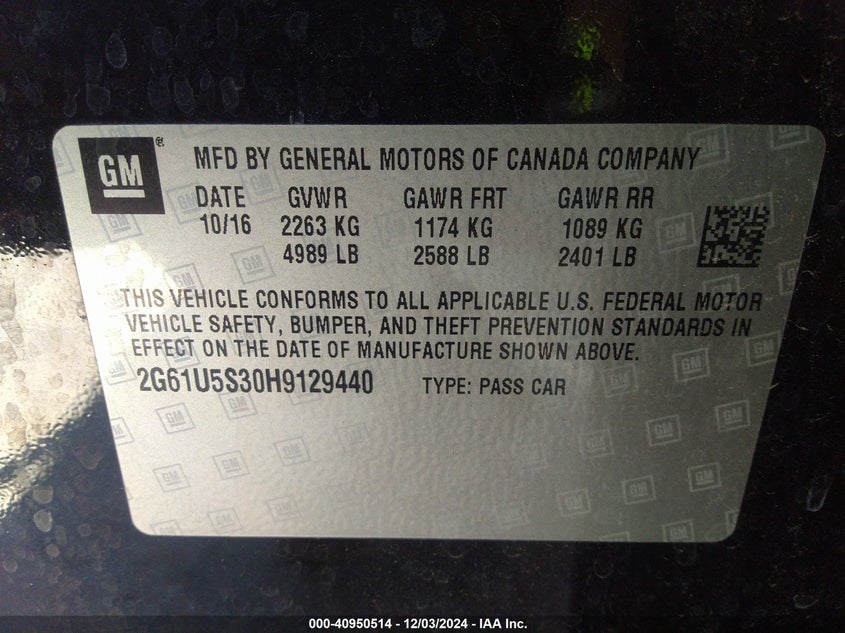 GM ® MFD BY GENERAL MOTORS OF CANADA COMPANY
DATE GVWR GAWR FRT GAWR RR
10/16 2263 KG 1174 KG 1089 KG
4989 LB 2588 LB 2401 LB
THIS VEHICLE CONFORMS TO ALL APPLICABLE U.S. FEDERAL MOTOR
VEHICLE SAFETY, BUMPER, AND THEFT PREVENTION STANDARDS IN
EFFECT ON THE DATE OF MANUFACTURE SHOWN ABOVE.
2G61U5S30H9129440 TYPE: PASS CAR
000-40950514 - 12/03/2024 - IAA Inc.